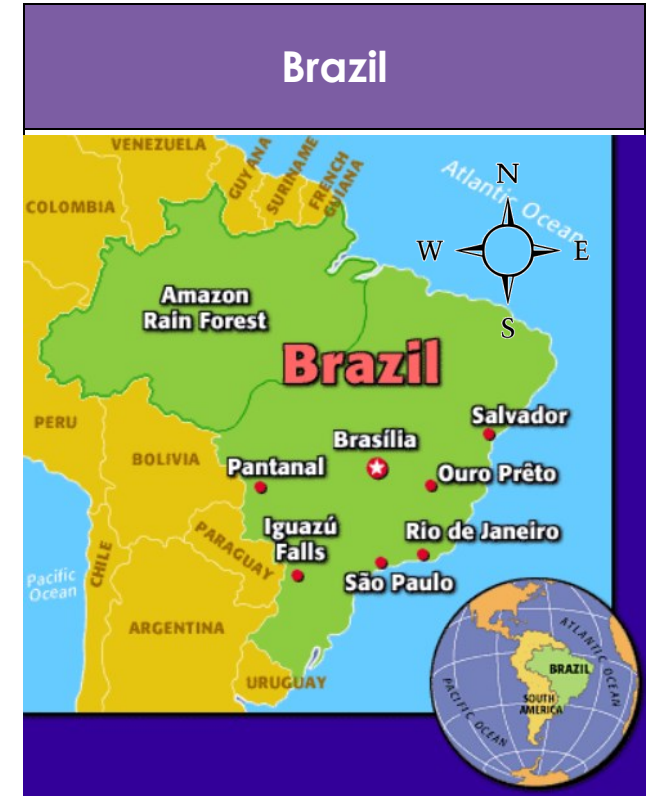 Brazil
VENEZUELA
GUYANA
SURINAME
FRENCH
GUIANA
COLOMBIA
Atlantic Ocean
N
W
E
S
Amazon
Rain Forest
Brazil
PERU
BOLIVIA
Salvador
Brasília
Pantanal
Ouro Prêto
Iguazú
Falls
Rio de Janeiro
PARAGUAY
CHILE
São Paulo
Pacific
Ocean
ARGENTINA
URUGUAY
ATLANTIC OCEAN
BRAZIL
SOUTH
AMERICA
PACIFIC OCEAN